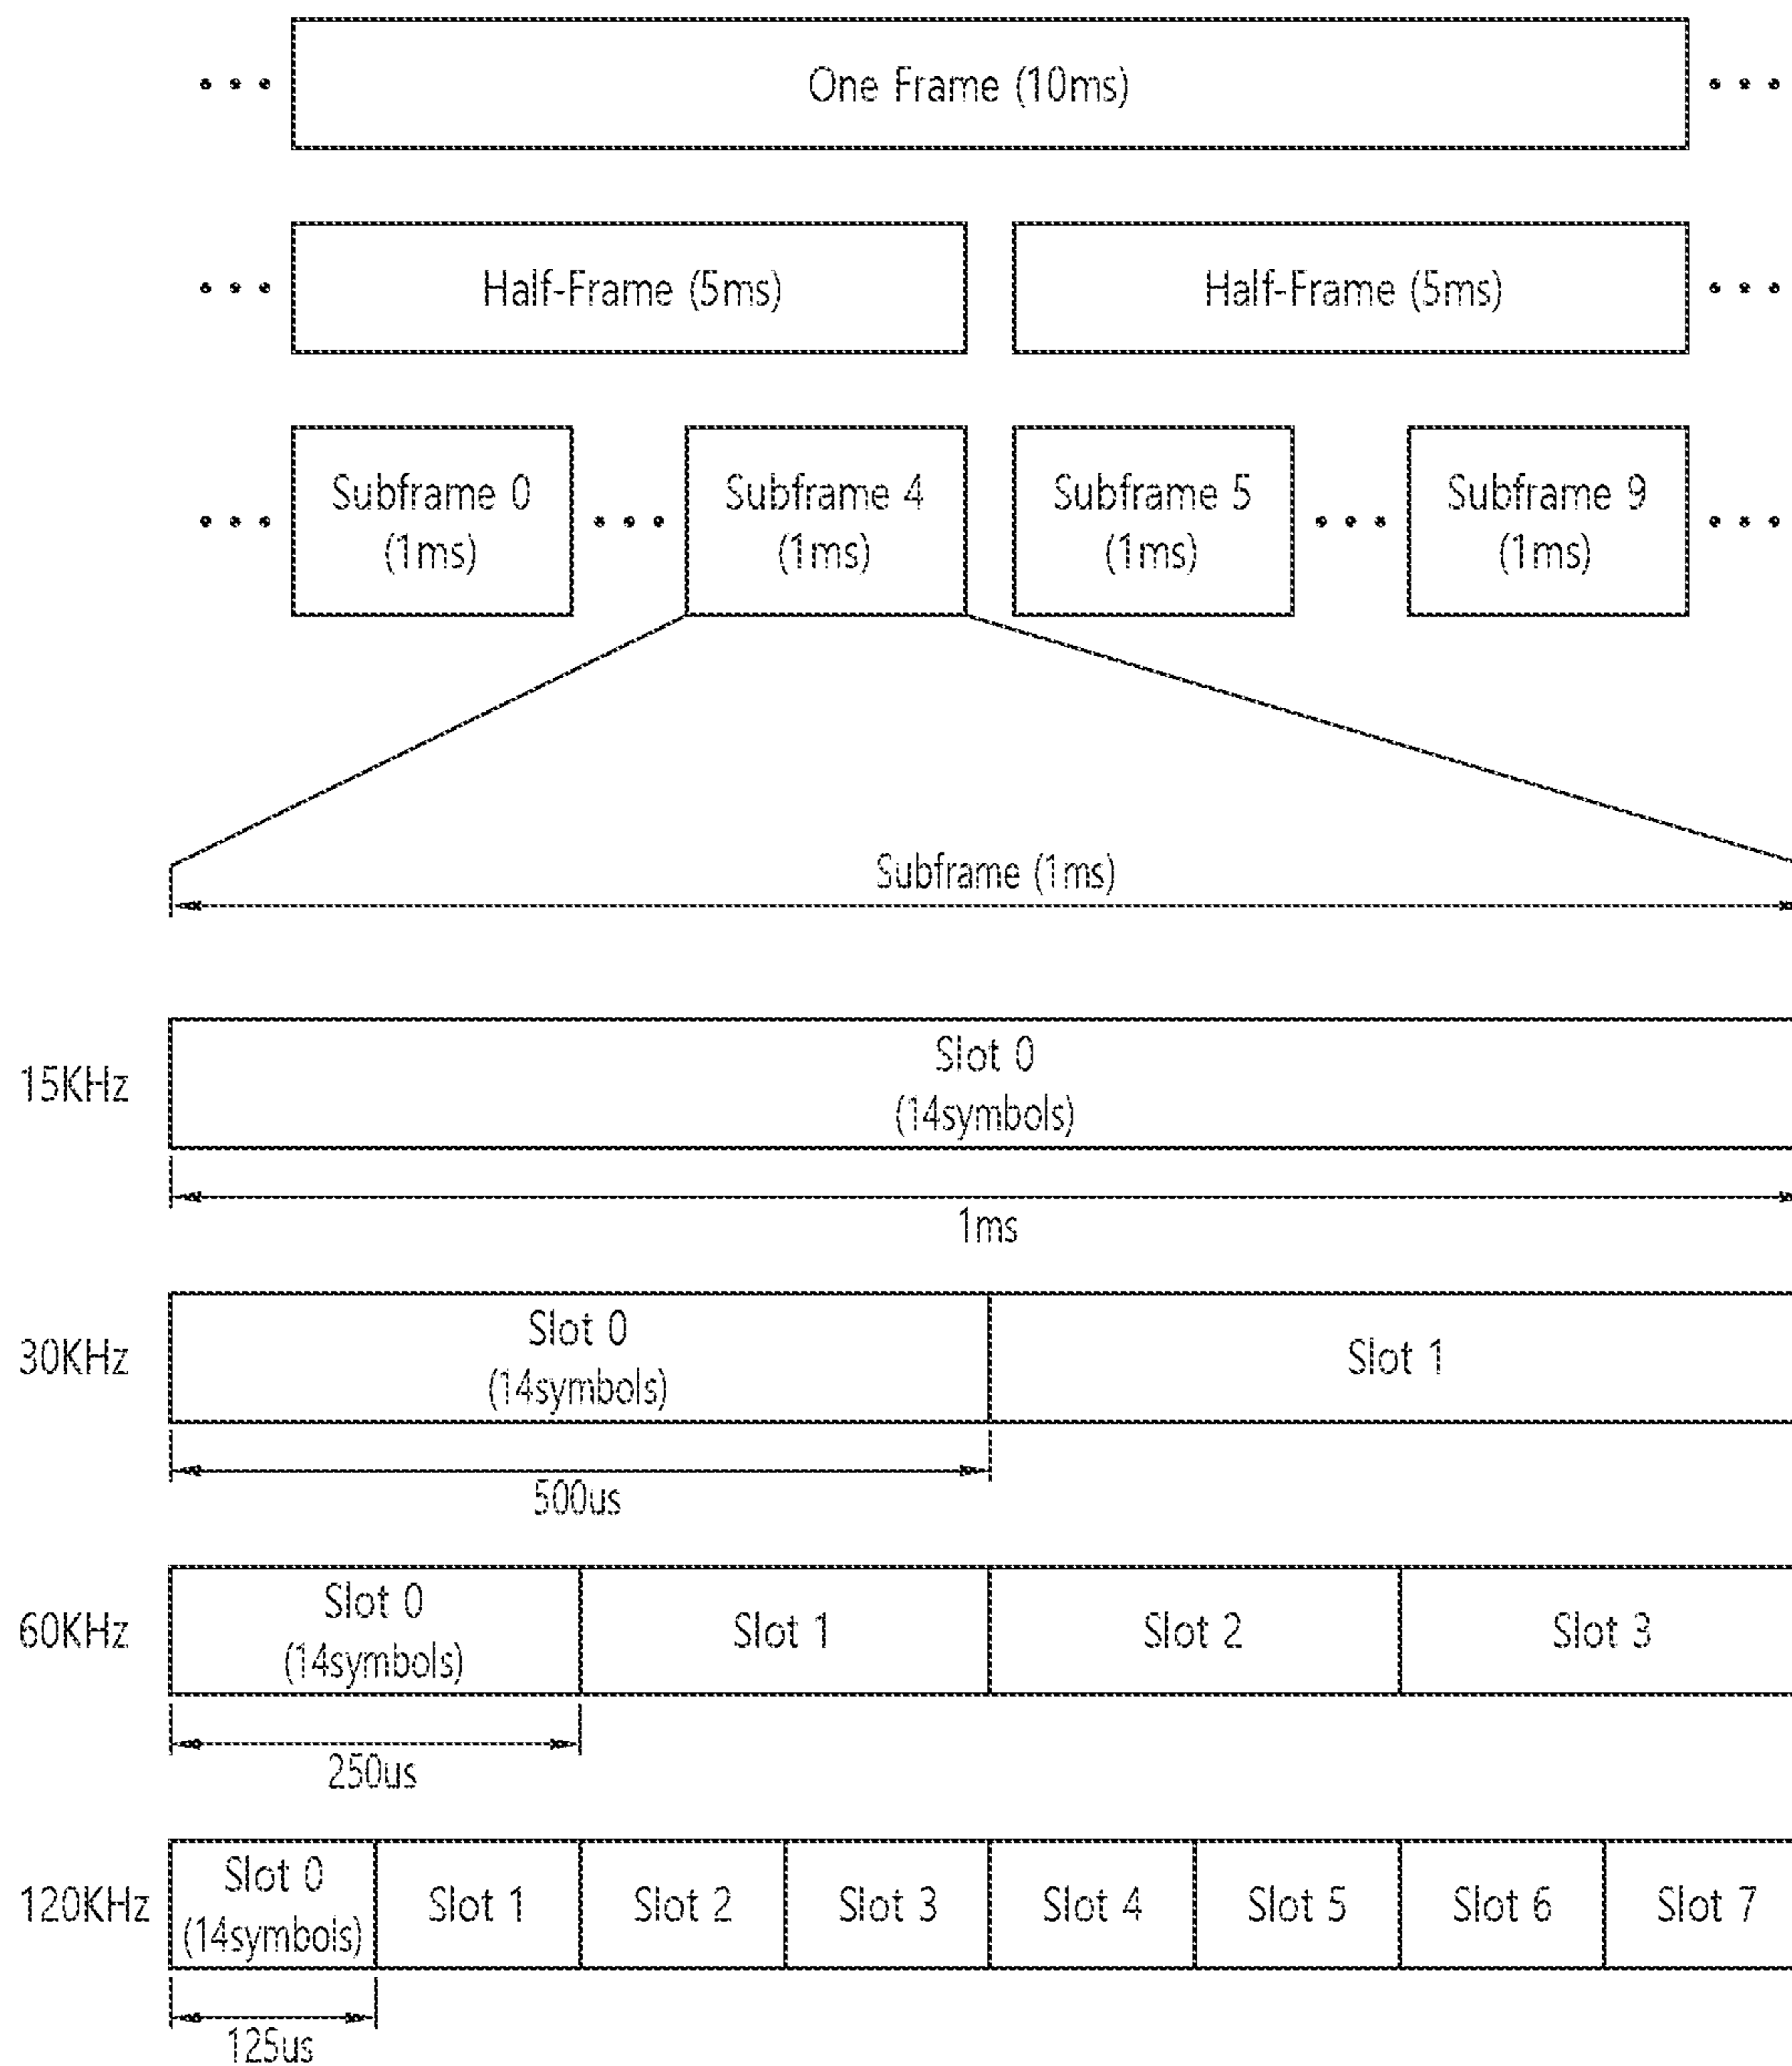 One Frame (10ms)
Half-Frame (5ms) Half-Frame (5ms)
Subframe 0
(1ms)
Subframe 4
(1ms)
Subframe 5
(1ms)
Subframe 9
(1ms)
Subframe (1ms)
15KHz
Slot 0
(14symbols)
1ms
30KHz
Slot 0
(14symbols)
Slot 1
500us
60KHz
Slot 0
(14symbols)
Slot 1
Slot 2
Slot 3
250us
120KHz
Slot 0
(14symbols)
Slot 1
Slot 2
Slot 3
Slot 4
Slot 5
Slot 6
Slot 7
125us